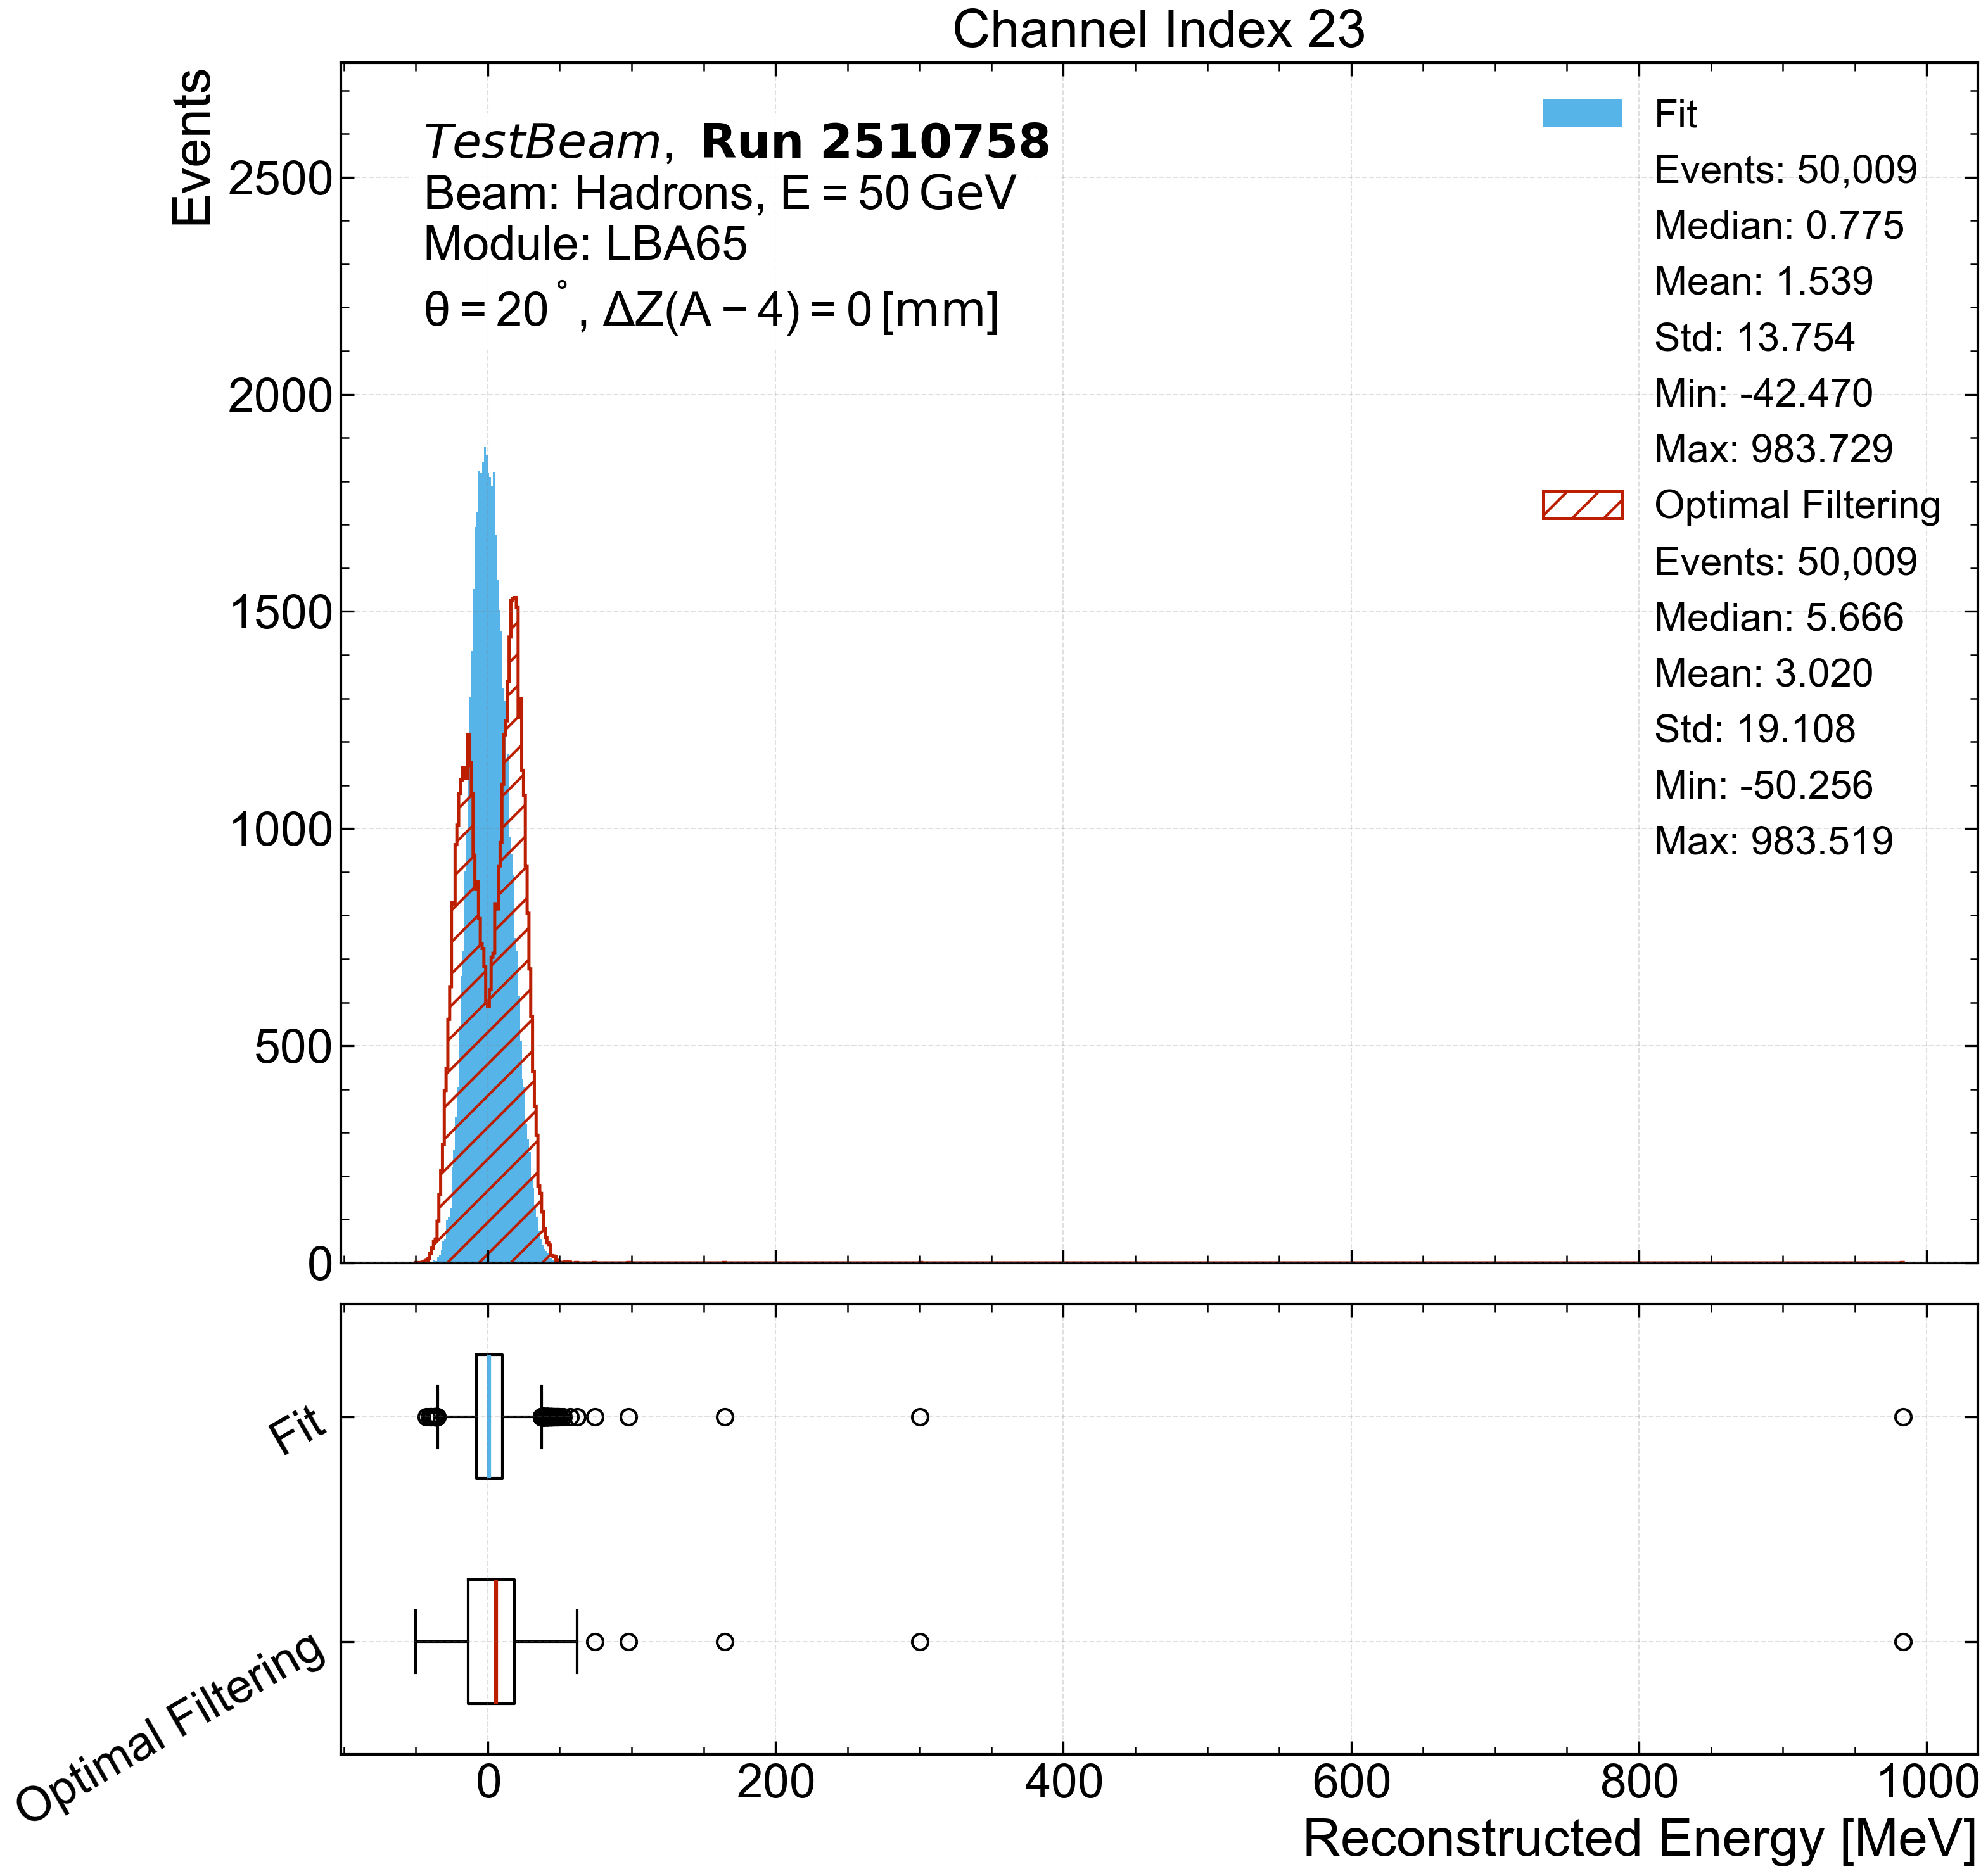 Channel Index 23
Events
TestBeam, Run 2510758
Beam: Hadrons, E = 50 GeV
Module: LBA65
θ = 20°, ΔZ(A − 4) = 0 [mm]
Fit
Events: 50,009
Median: 0.775
Mean: 1.539
Std: 13.754
Min: -42.470
Max: 983.729
Optimal Filtering
Events: 50,009
Median: 5.666
Mean: 3.020
Std: 19.108
Min: -50.256
Max: 983.519
2500
2000
1500
1000
500
0
Fit
Optimal Filtering
0 200 400 600 800 1000
Reconstructed Energy [MeV]